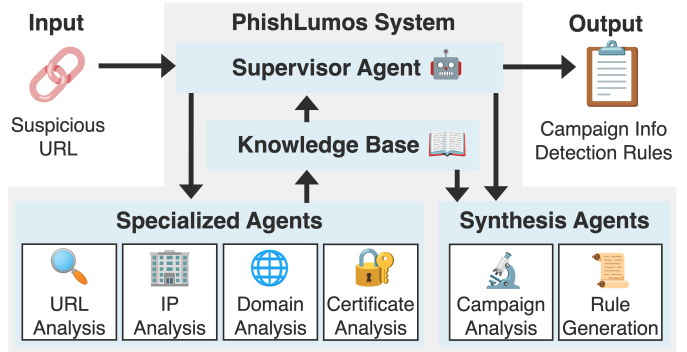 Input
PhishLumos System
Output
Supervisor Agent
Suspicious
URL
Knowledge Base
Campaign Info
Detection Rules
Specialized Agents
URL
Analysis
IP
Analysis
Domain
Analysis
Certificate
Analysis
Synthesis Agents
Campaign
Analysis
Rule
Generation